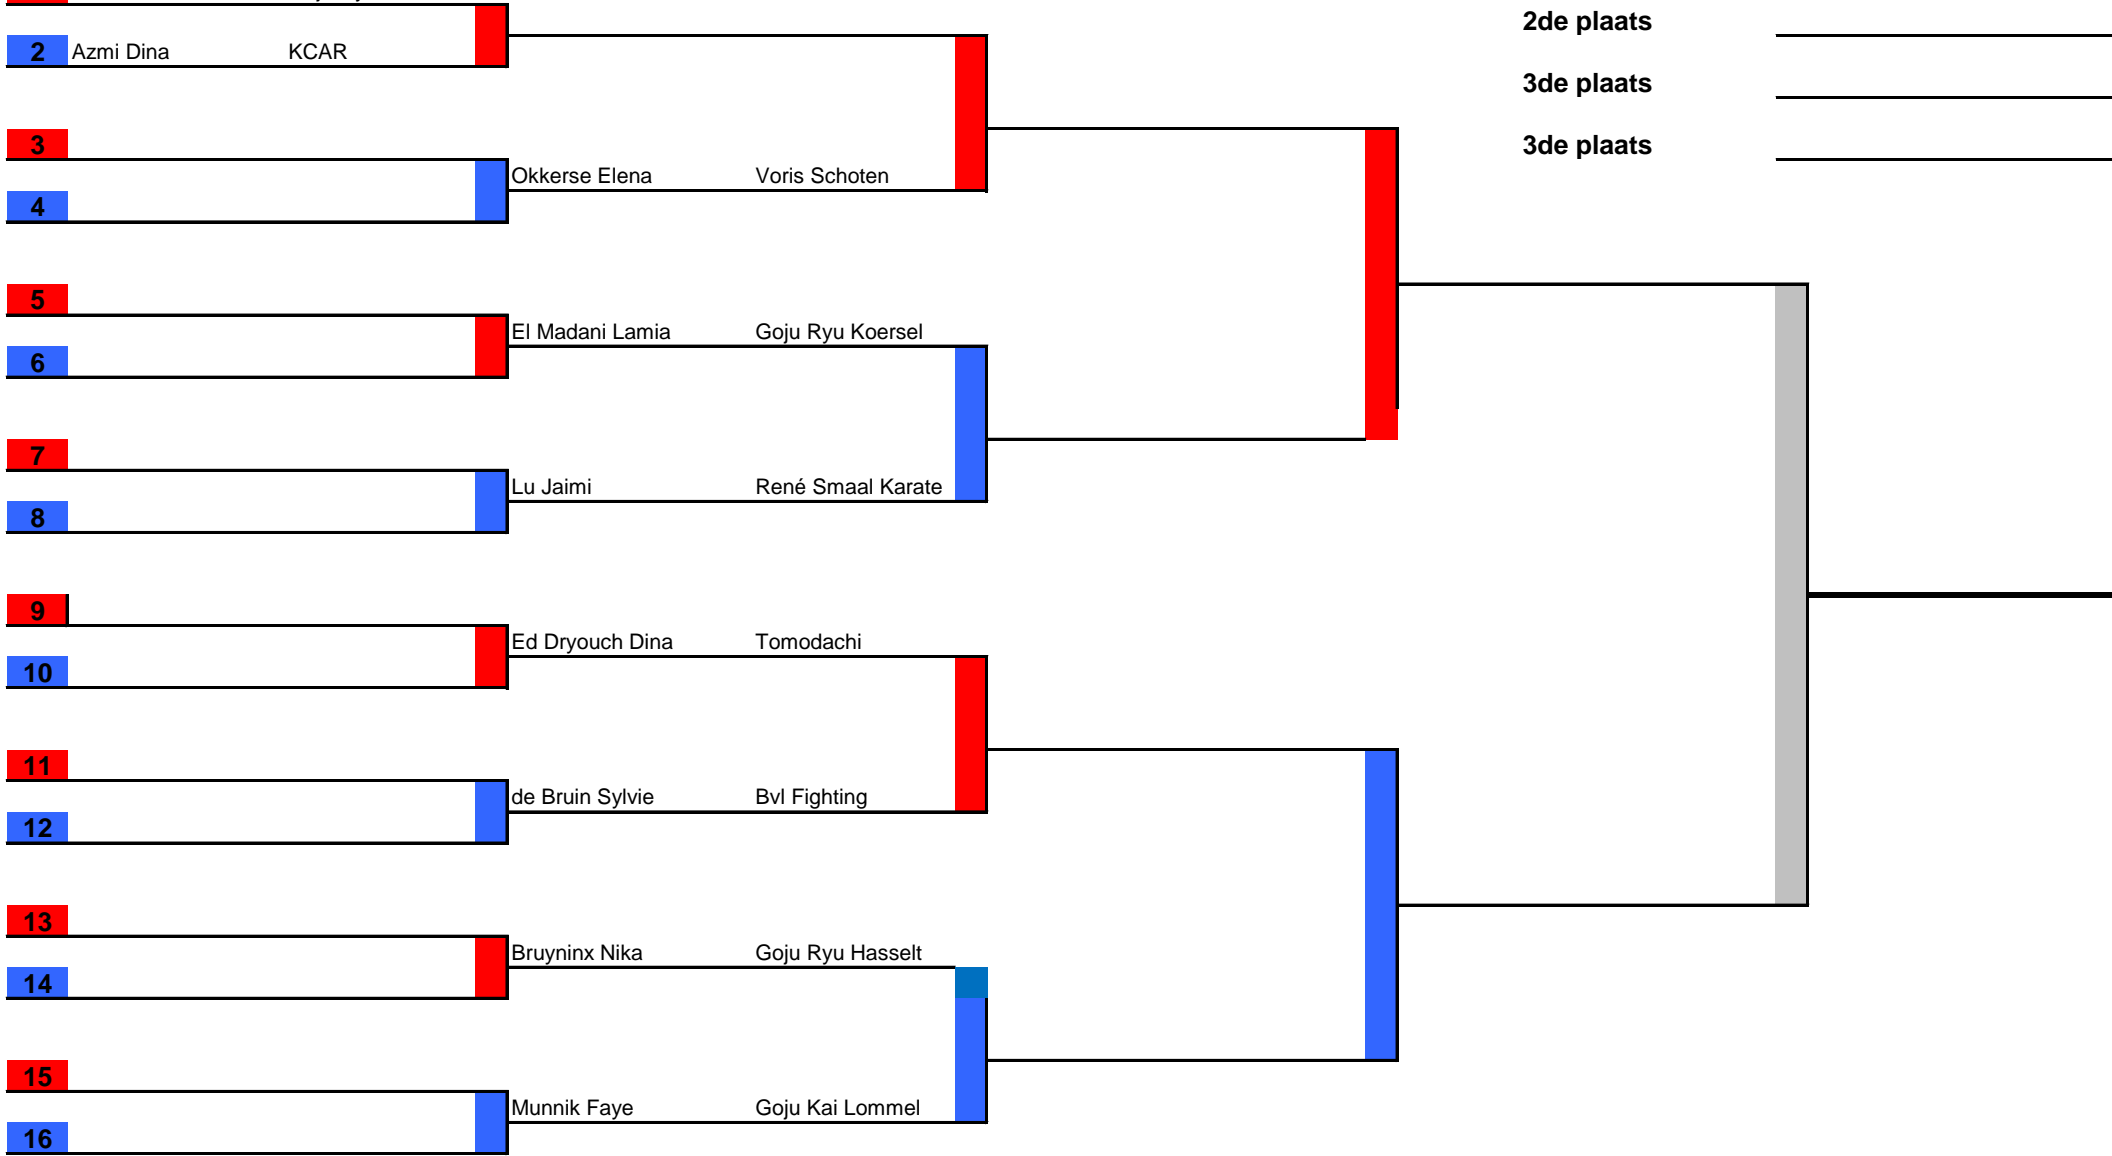 2de plaats
2 Azmi Dina KCAR
3de plaats
3
3de plaats
Okkerse Elena Voris Schoten
4
5
El Madani Lamia Goju Ryu Koersel
6
7
Lu Jaimi René Smaal Karate
8
9
Ed Dryouch Dina Tomodachi
10
11
de Bruin Sylvie Bvl Fighting
12
13
Bruyninx Nika Goju Ryu Hasselt
14
15
Munnik Faye Goju Kai Lommel
16